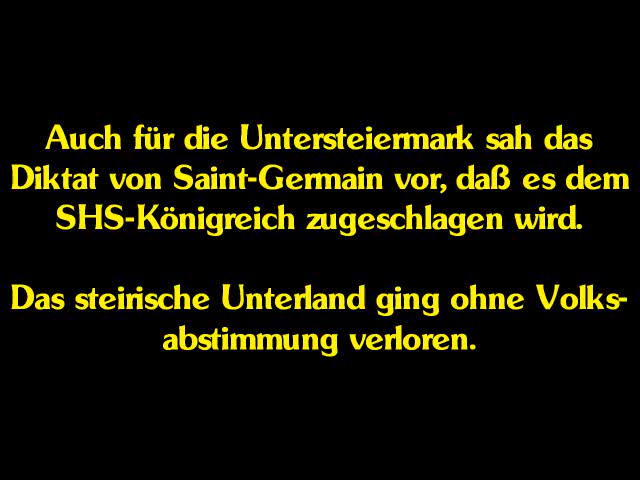 Auch für die Untersteiermark sah das
Diktat von Saint-Germain vor, daß es dem
SHS-Königreich zugeschlagen wird.
Das steirische Unterland ging ohne Volks-
abstimmung verloren.